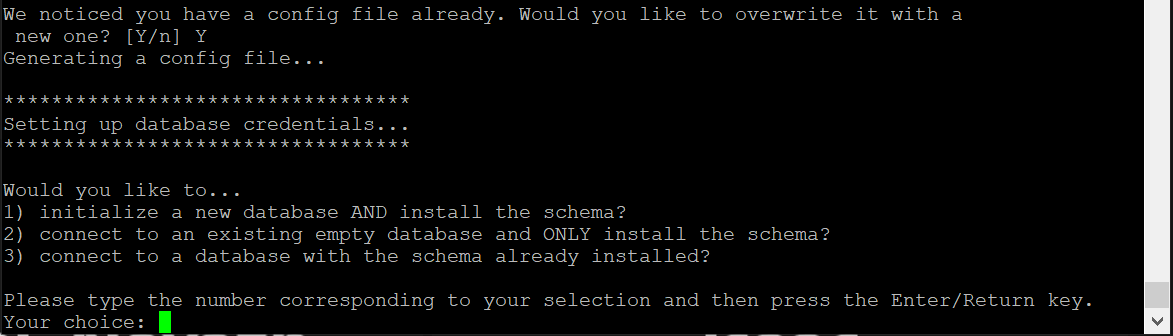 We noticed you have a config file already. Would you like to overwrite it with a
new one? [Y/n] Y
Generating a config file...
**********************************
Setting up database credentials...
**********************************
Would you like to...
1) initialize a new database AND install the schema?
2) connect to an existing empty database and ONLY install the schema?
3) connect to a database with the schema already installed?
Please type the number corresponding to your selection and then press the Enter/Return key.
Your choice: